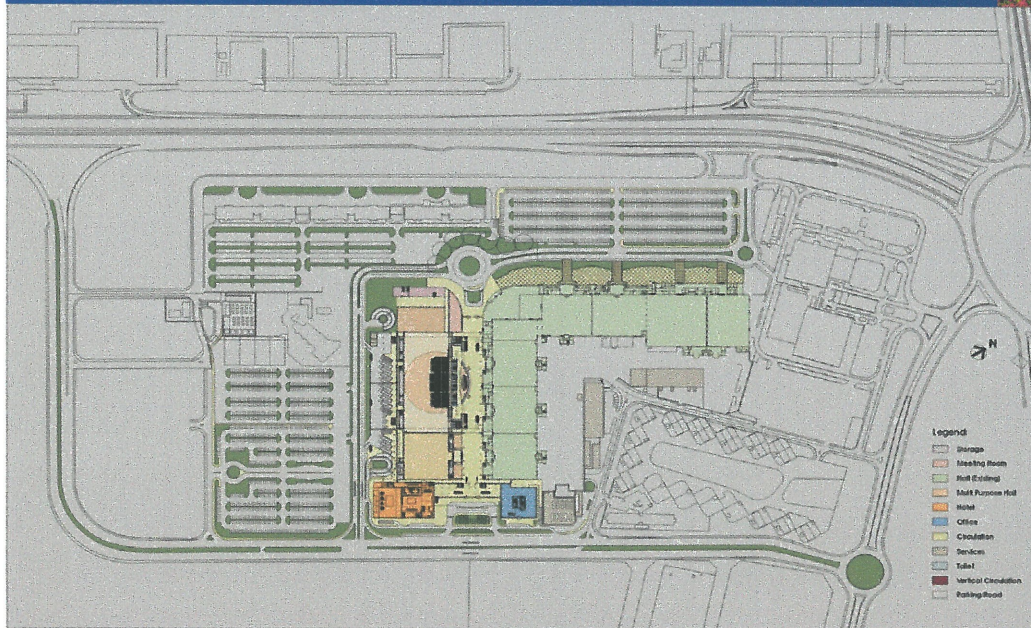 N
Legend
Storage
Meeting Room
Hall (Existing)
Multi Purpose Hall
Hotel
Office
Circulation
Services
Toilet
Vertical Circulation
Parking/Road